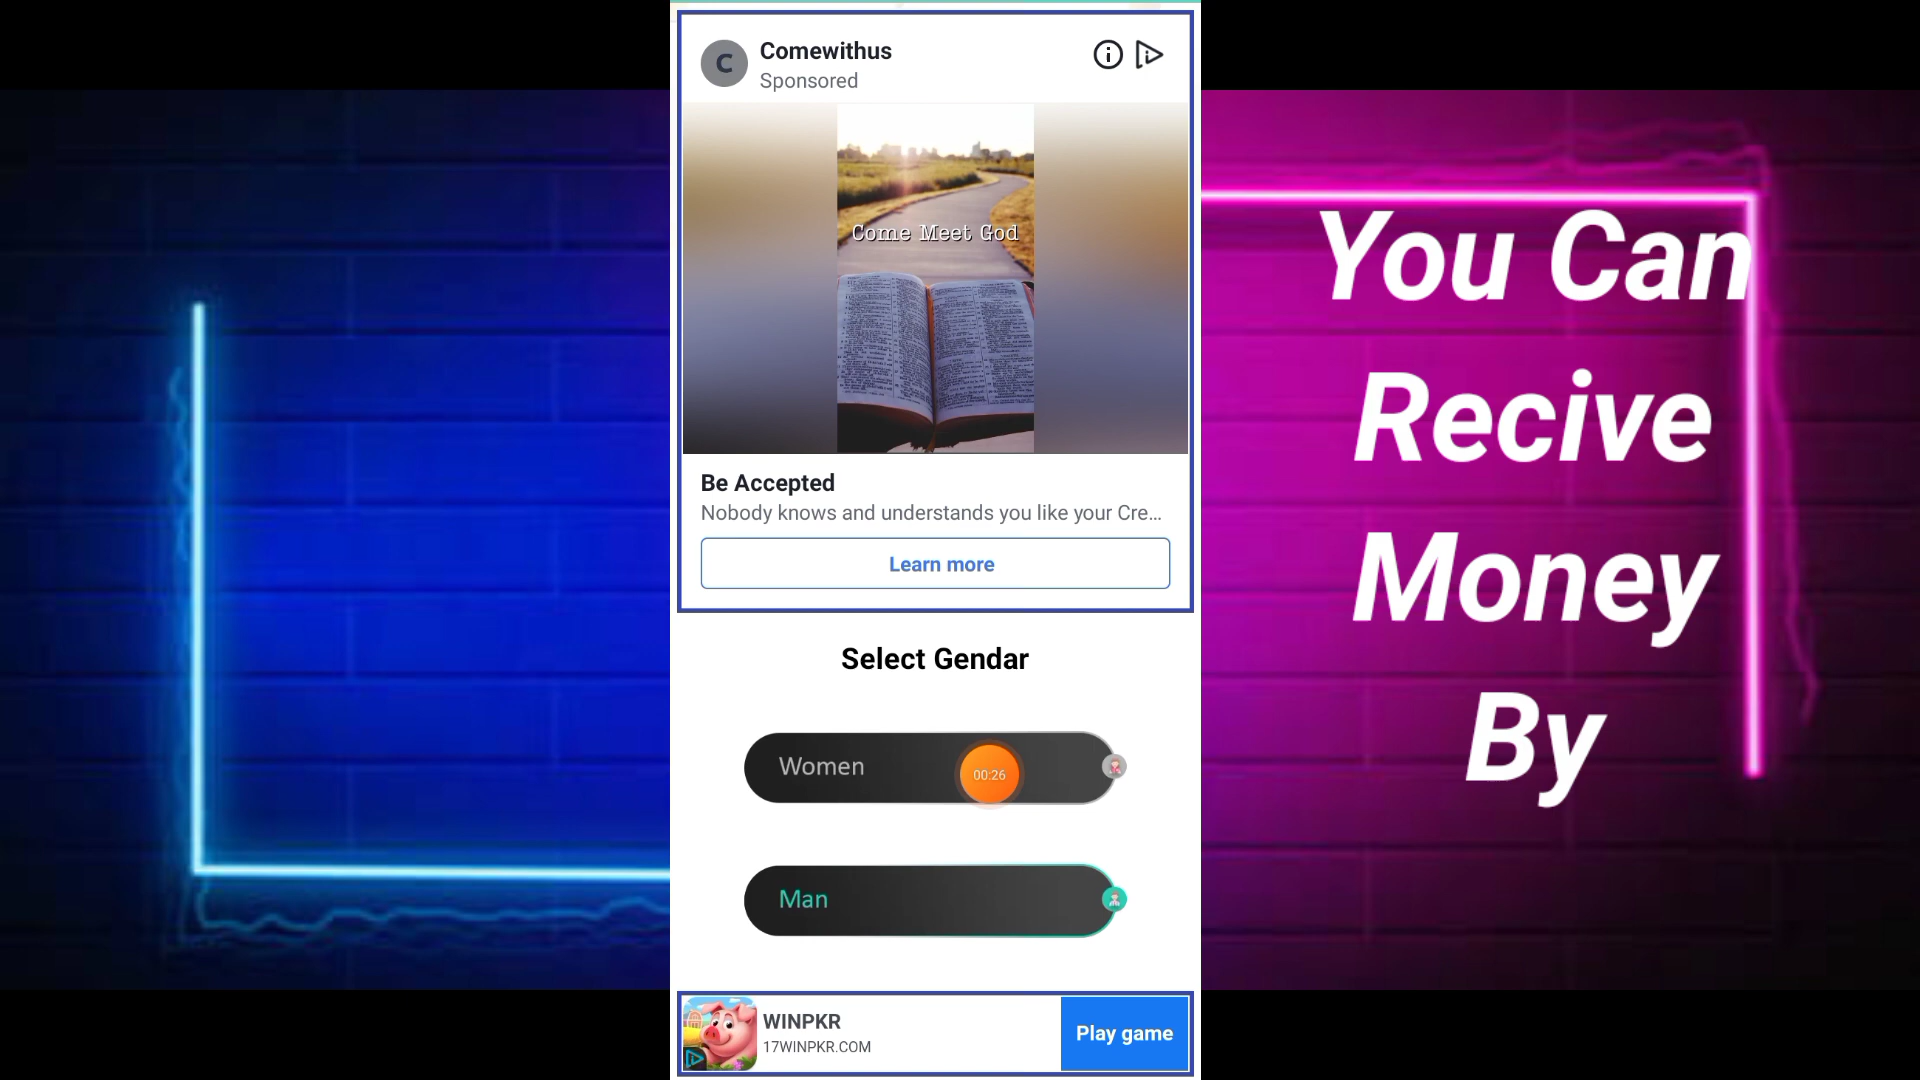 Comewithus
Sponsored
Come Meet God
Be Accepted
Nobody knows and understands you like your Cre...
Learn more
Select Gendar
Women
00:26
Man
WINPKR
17WINPKR.COM
Play game
You Can
Recive
Money
By
C